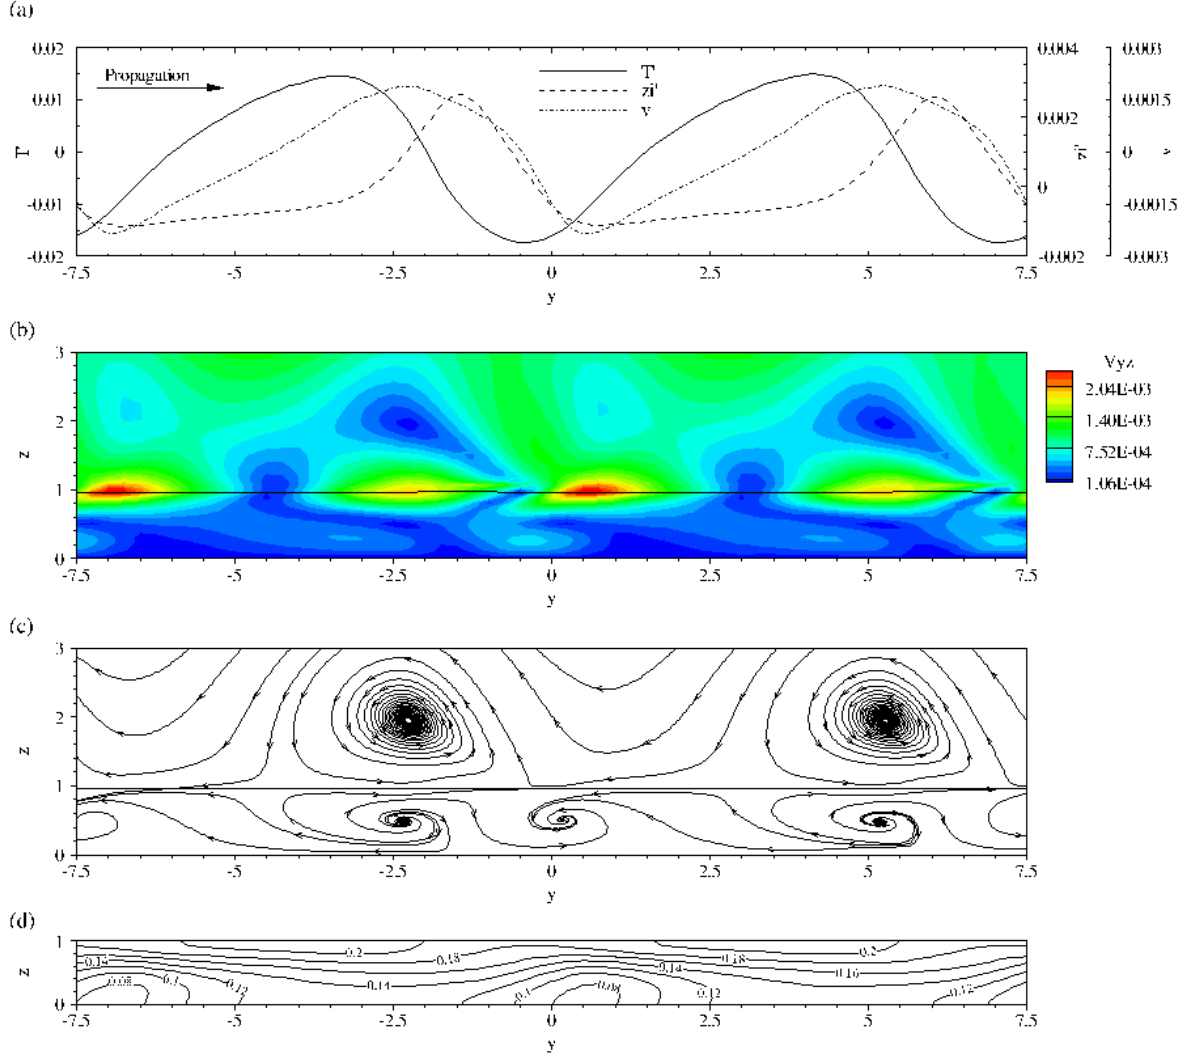 (a)
0.02 0.004 0.003
Propagation
T'
zi'
v
0.01 0.002 0.0015
T' 0 zi' 0 v
-0.01 0 -0.0015
-0.02 -0.002 -0.003
-7.5 -5 -2.5 0 2.5 5 7.5
y
(b)
3 Vyz
2.04E-03
2 1.40E-03
z 7.52E-04
1 1.06E-04
0
-7.5 -5 -2.5 0 2.5 5 7.5
y
(c)
3
2
z
1
0
-7.5 -5 -2.5 0 2.5 5 7.5
y
(d)
1
0.2 0.18 0.18 0.2
z 0.14 0.14 0.16
0.08 0.1 0.12 0.14 0.1 0.08 0.12 0.12
0
-7.5 -5 -2.5 0 2.5 5 7.5
y